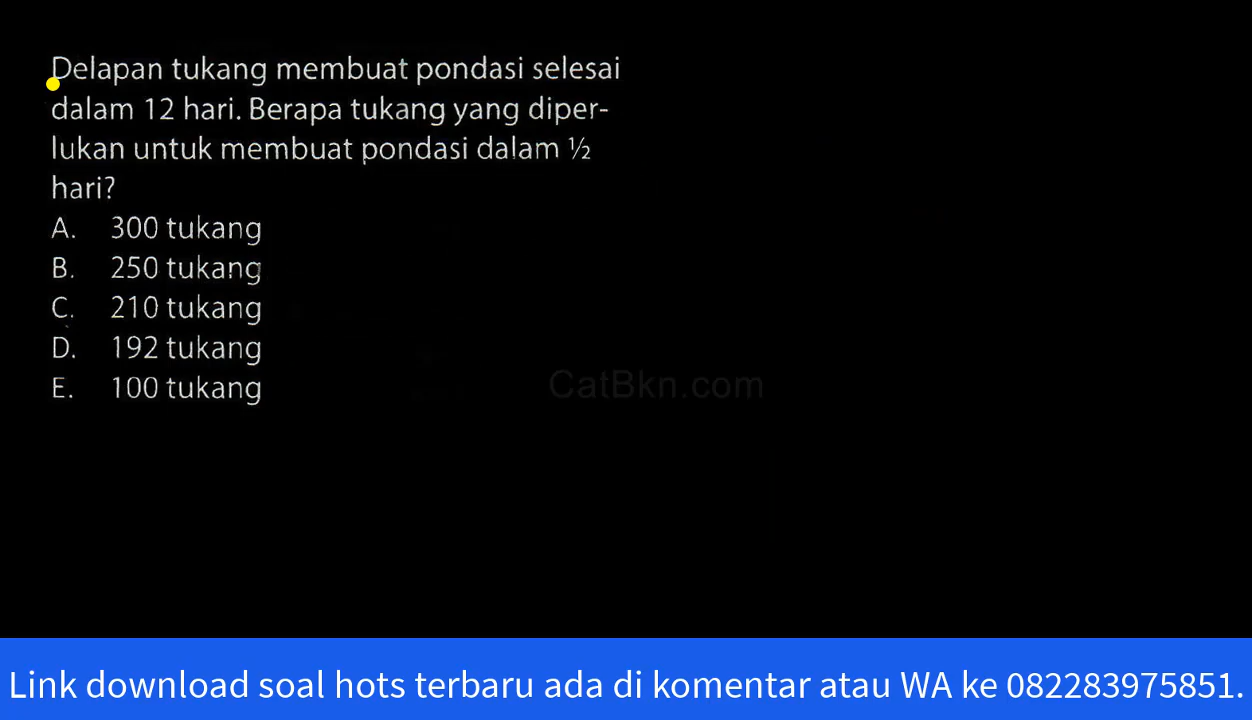 Delapan tukang membuat pondasi selesai
dalam 12 hari. Berapa tukang yang diper-
lukan untuk membuat pondasi dalam ½
hari?
A. 300 tukang
B. 250 tukang
C. 210 tukang
D. 192 tukang
E. 100 tukang
CatBkn.com
Link download soal hots terbaru ada di komentar atau WA ke 082283975851.